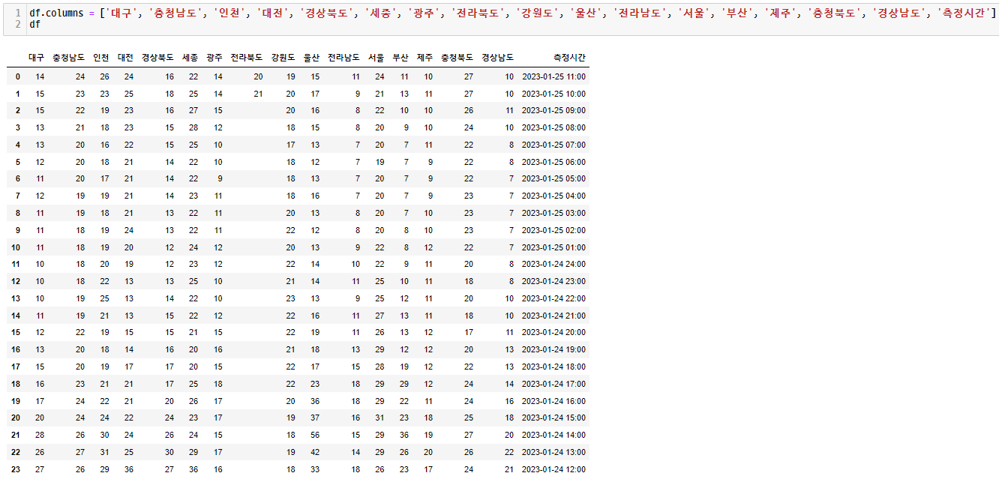 1 df.columns = ['대구', '충청남도', '인천', '대전', '경상북도', '세종', '광주', '전라북도', '강원도', '울산', '전라남도', '서울', '부산', '제주', '충청북도', '경상남도', '측정시간']
2 df
대구 충청남도 인천 대전 경상북도 세종 광주 전라북도 강원도 울산 전라남도 서울 부산 제주 충청북도 경상남도 측정시간
0 14 24 26 24 16 22 14 20 19 15 11 24 11 10 27 10 2023-01-25 11:00
1 15 23 23 25 18 25 14 21 20 17 9 21 13 11 27 10 2023-01-25 10:00
2 15 22 19 23 16 27 15 20 16 8 22 10 10 26 11 2023-01-25 09:00
3 13 21 18 23 15 28 12 18 15 8 20 9 10 24 10 2023-01-25 08:00
4 13 20 16 22 15 25 10 17 13 7 20 7 11 22 8 2023-01-25 07:00
5 12 20 18 21 14 22 10 18 12 7 19 7 9 22 8 2023-01-25 06:00
6 11 20 17 21 14 22 9 18 13 7 20 7 9 22 7 2023-01-25 05:00
7 12 19 19 21 14 23 11 18 16 7 20 7 9 23 7 2023-01-25 04:00
8 11 19 18 21 13 22 11 20 13 8 20 7 10 23 7 2023-01-25 03:00
9 11 18 19 24 13 22 11 22 12 8 20 8 10 23 7 2023-01-25 02:00
10 11 18 19 20 12 24 12 20 13 9 22 8 12 22 7 2023-01-25 01:00
11 10 18 20 19 12 23 12 22 14 10 22 9 11 20 8 2023-01-24 24:00
12 10 18 22 13 13 25 10 21 14 11 25 10 11 18 8 2023-01-24 23:00
13 10 19 25 13 14 22 10 23 13 9 25 12 11 20 10 2023-01-24 22:00
14 11 19 21 13 15 22 12 22 16 11 27 13 11 18 10 2023-01-24 21:00
15 12 22 19 15 15 21 15 22 19 11 26 13 12 17 11 2023-01-24 20:00
16 13 20 18 14 16 20 16 21 18 13 29 12 12 20 13 2023-01-24 19:00
17 15 20 19 17 17 20 15 22 17 15 28 19 12 22 13 2023-01-24 18:00
18 16 23 21 21 17 25 18 22 23 18 29 29 12 24 14 2023-01-24 17:00
19 17 24 22 21 20 26 17 20 36 18 29 22 11 24 16 2023-01-24 16:00
20 20 24 24 22 24 23 17 19 37 16 31 23 18 25 18 2023-01-24 15:00
21 28 26 30 24 26 24 15 18 56 15 29 36 19 27 20 2023-01-24 14:00
22 26 27 31 25 30 29 17 19 42 14 29 26 20 26 22 2023-01-24 13:00
23 27 26 29 36 27 36 16 18 33 18 26 23 17 24 21 2023-01-24 12:00